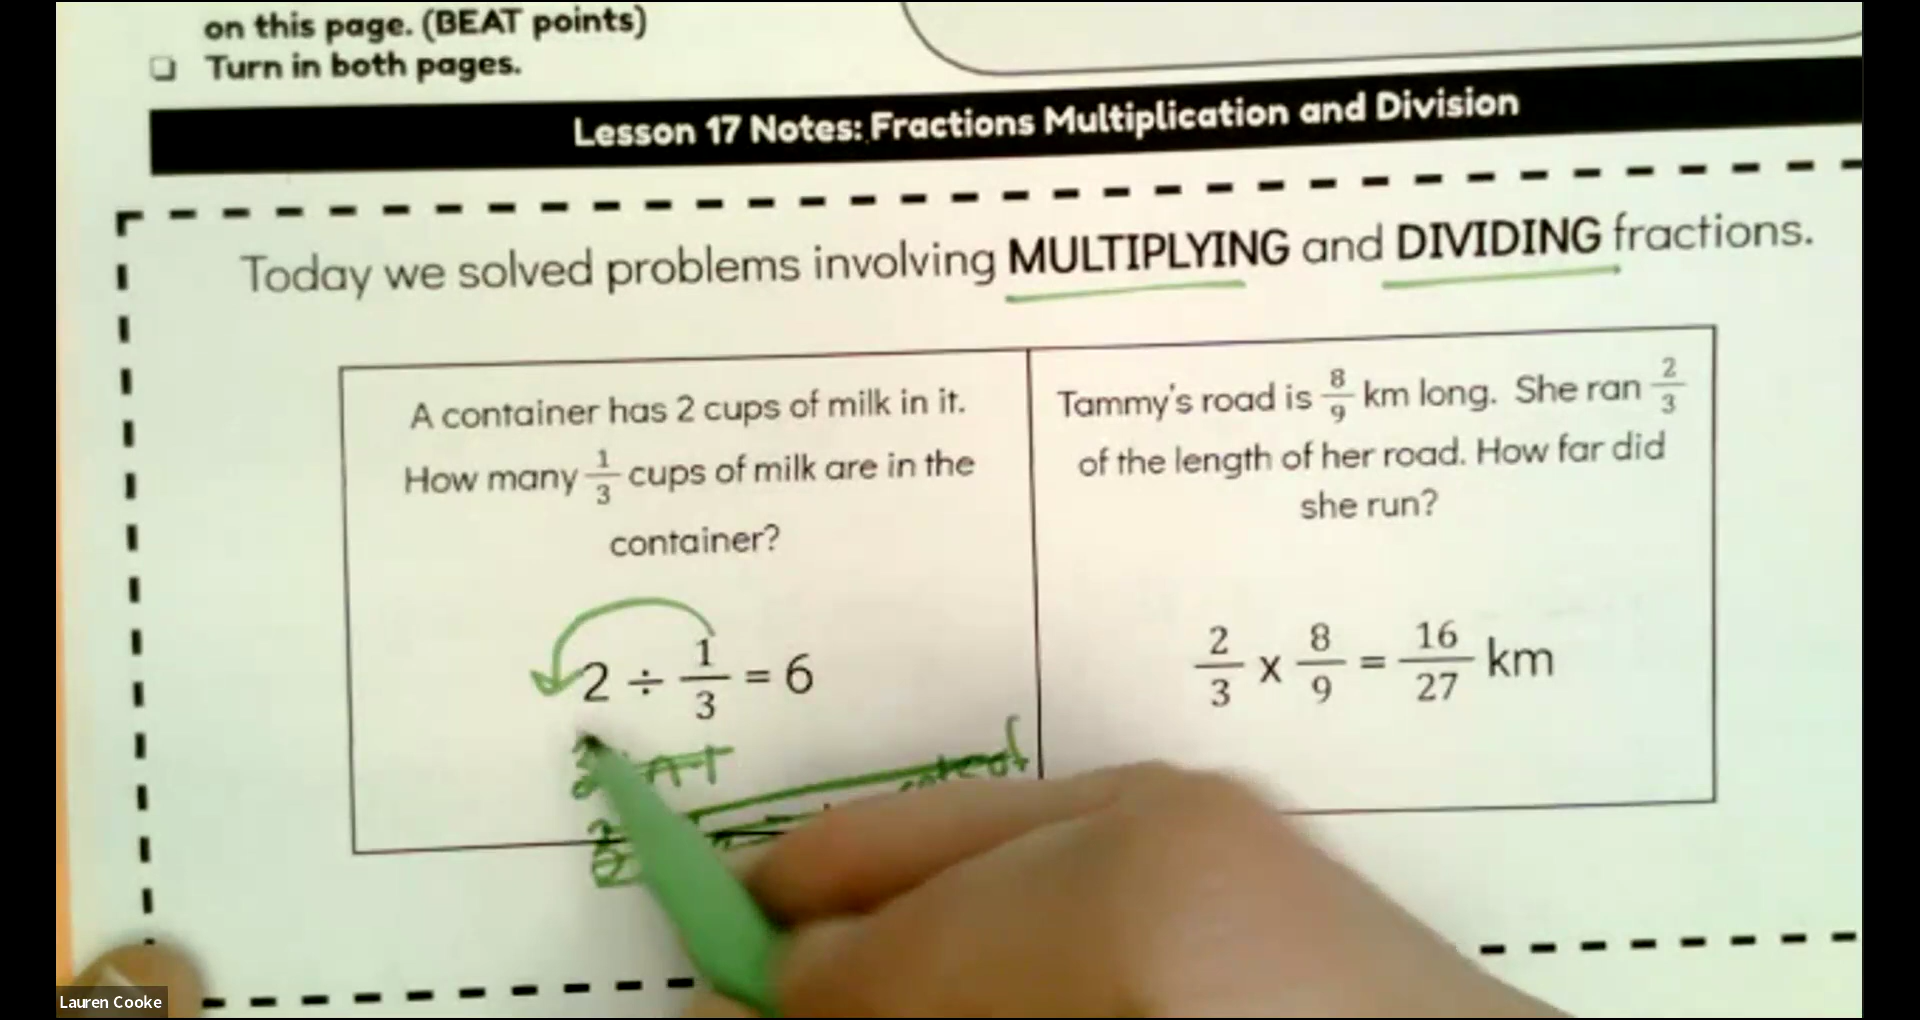 on this page. (BEAT points)
❏ Turn in both pages.
Lesson 17 Notes: Fractions Multiplication and Division
Today we solved problems involving MULTIPLYING and DIVIDING fractions.
A container has 2 cups of milk in it.
How many 1/3 cups of milk are in the
container?
2 ÷ 1/3 = 6
Tammy's road is 8/9 km long. She ran 2/3
of the length of her road. How far did
she run?
2/3 x 8/9 = 16/27 km
Lauren Cooke